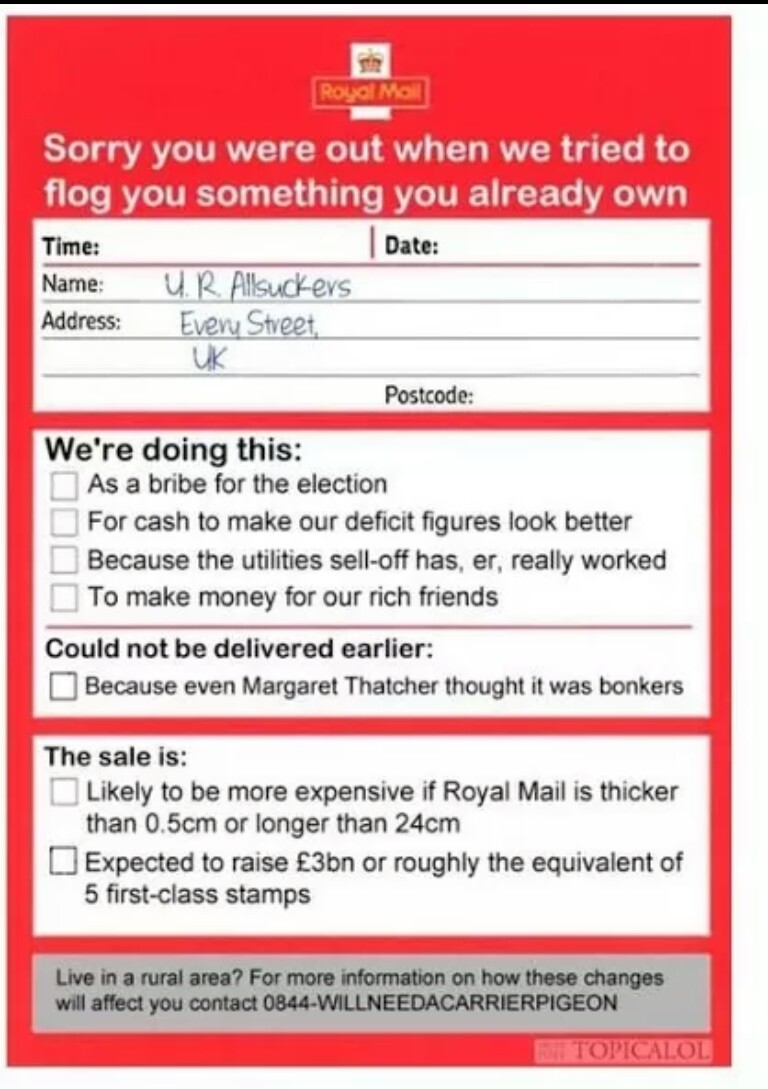 Royal Mail
Sorry you were out when we tried to
flog you something you already own
Time: Date:
Name: U. R. Allsuckers
Address: Every Street,
UK
Postcode:
We're doing this:
As a bribe for the election
For cash to make our deficit figures look better
Because the utilities sell-off has, er, really worked
To make money for our rich friends
Could not be delivered earlier:
Because even Margaret Thatcher thought it was bonkers
The sale is:
Likely to be more expensive if Royal Mail is thicker
than 0.5cm or longer than 24cm
Expected to raise £3bn or roughly the equivalent of
5 first-class stamps
Live in a rural area? For more information on how these changes
will affect you contact 0844-WILLNEEDACARRIERPIGEON
TOPICALOL